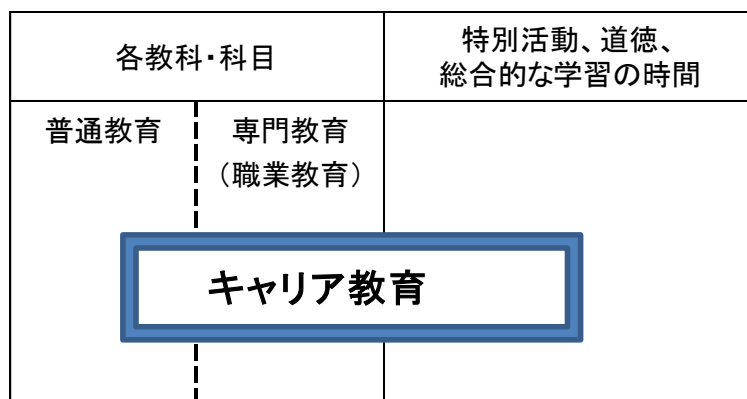 各教科・科目
特別活動、道徳、
総合的な学習の時間
普通教育
専門教育
（職業教育）
キャリア教育